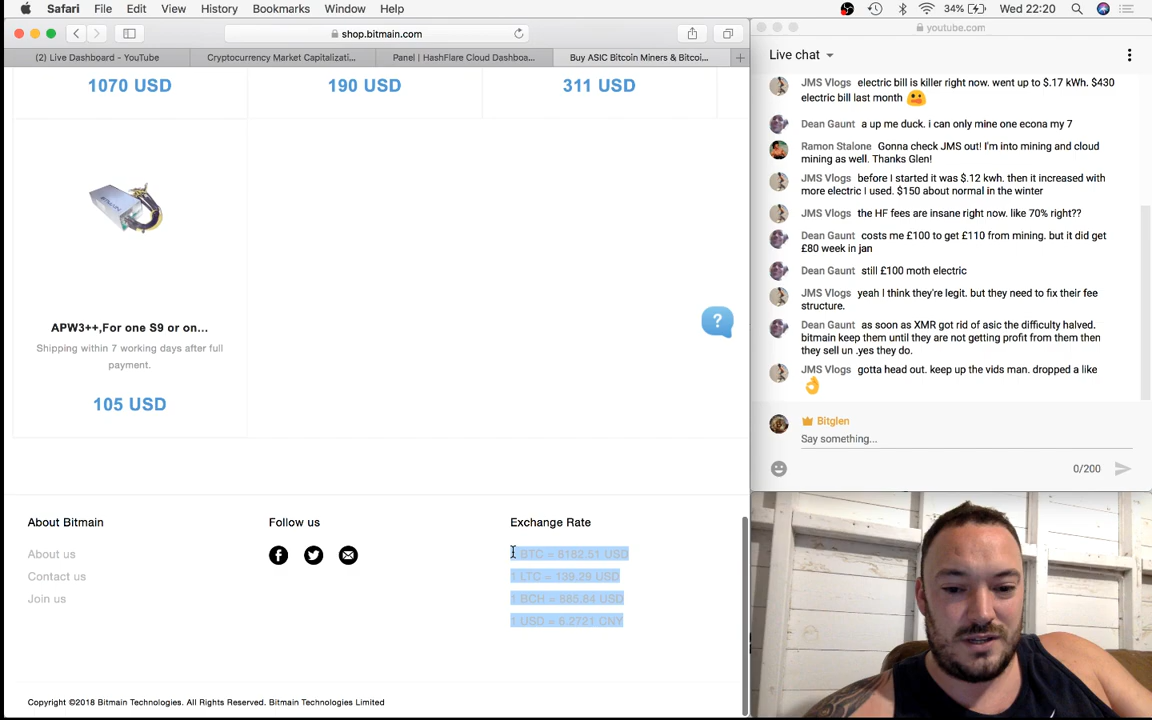 Safari File Edit View History Bookmarks Window Help 34% Wed 22:20
shop.bitmain.com
youtube.com
(2) Live Dashboard - YouTube
Cryptocurrency Market Capitalizati...
Panel | HashFlare Cloud Dashboa...
Buy ASIC Bitcoin Miners & Bitcoi...
1070 USD
190 USD
311 USD
APW3++,For one S9 or on...
Shipping within 7 working days after full
payment.
105 USD
?
About Bitmain
About us
Contact us
Join us
Follow us
Exchange Rate
1 BTC = 8182.51 USD
1 LTC = 139.29 USD
1 BCH = 885.84 USD
1 USD = 6.2721 CNY
Copyright ©2018 Bitmain Technologies. All Rights Reserved. Bitmain Technologies Limited
Live chat
JMS Vlogs electric bill is killer right now. went up to $.17 kWh. $430
electric bill last month
Dean Gaunt a up me duck. i can only mine one econa my 7
Ramon Stalone Gonna check JMS out! I'm into mining and cloud
mining as well. Thanks Glen!
JMS Vlogs before I started it was $.12 kwh. then it increased with
more electric I used. $150 about normal in the winter
JMS Vlogs the HF fees are insane right now. like 70% right??
Dean Gaunt costs me £100 to get £110 from mining. but it did get
£80 week in jan
Dean Gaunt still £100 moth electric
JMS Vlogs yeah I think they're legit. but they need to fix their fee
structure.
Dean Gaunt as soon as XMR got rid of asic the difficulty halved.
bitmain keep them until they are not getting profit from them then
they sell un .yes they do.
JMS Vlogs gotta head out. keep up the vids man. dropped a like
Bitglen
Say something...
0/200